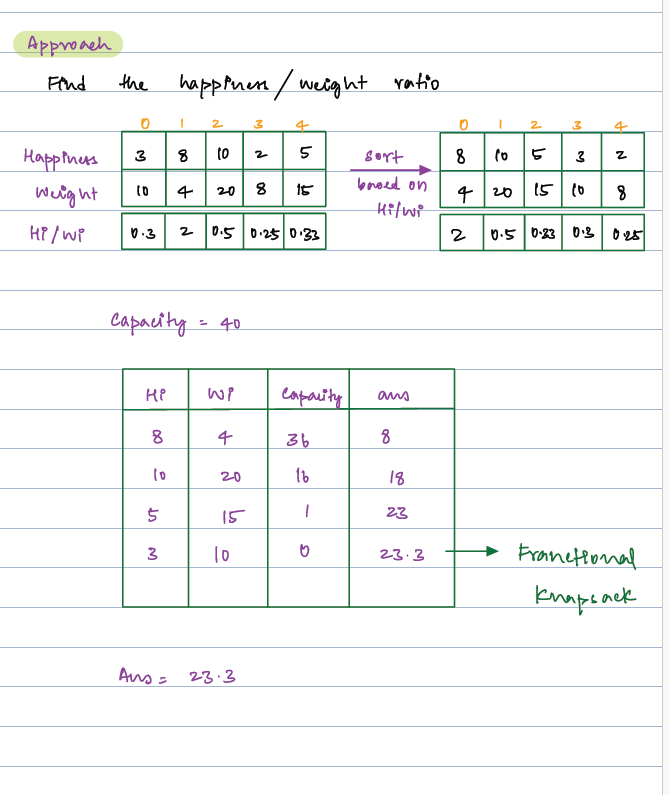 Approach
Find the happiness / weight ratio
0 1 2 3 4
Happiness 3 8 10 2 5
Weight 10 4 20 8 15
Hi/Wi 0.3 2 0.5 0.25 0.33
sort
based on
Hi/Wi
0 1 2 3 4
8 10 5 3 2
4 20 15 10 8
2 0.5 0.33 0.3 0.25
Capacity = 40
Hi Wi Capacity ans
8 4 36 8
10 20 16 18
5 15 1 23
3 10 0 23.3
Franctional
Knapsack
Ans = 23.3